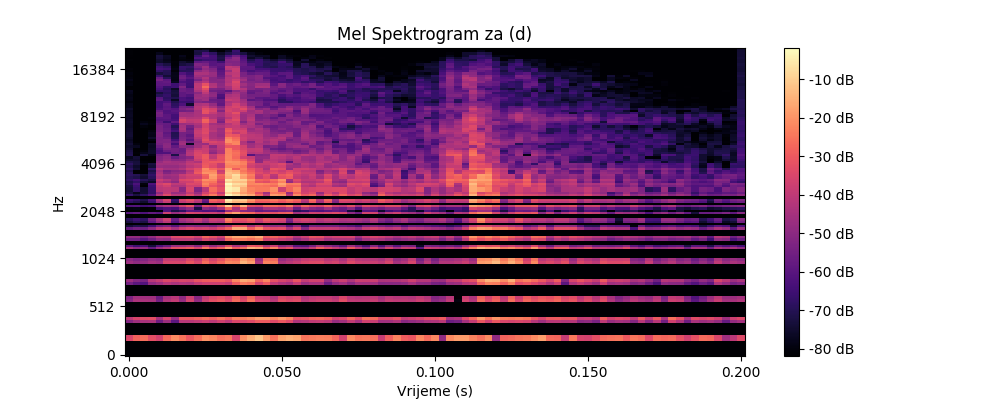 Mel Spektrogram za (d)
Hz
16384
8192
4096
2048
1024
512
0
0.000 0.050 0.100 0.150 0.200
Vrijeme (s)
-10 dB
-20 dB
-30 dB
-40 dB
-50 dB
-60 dB
-70 dB
-80 dB